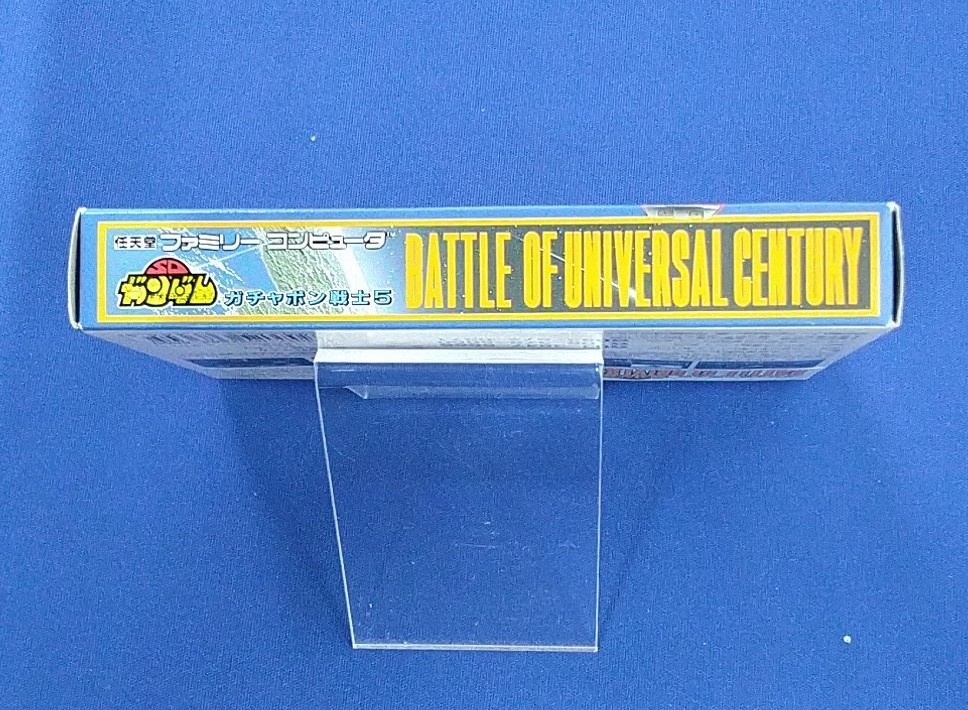 任天堂 ファミリーコンピュータ
SD
ガンダム ガチャポン戦士5
BATTLE OF UNIVERSAL CENTURY